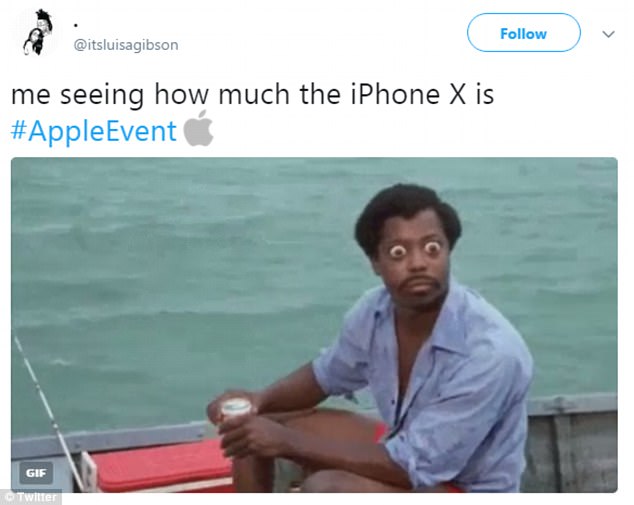 .
@itsluisagibson
Follow
me seeing how much the iPhone X is
#AppleEvent
GIF
© Twitter